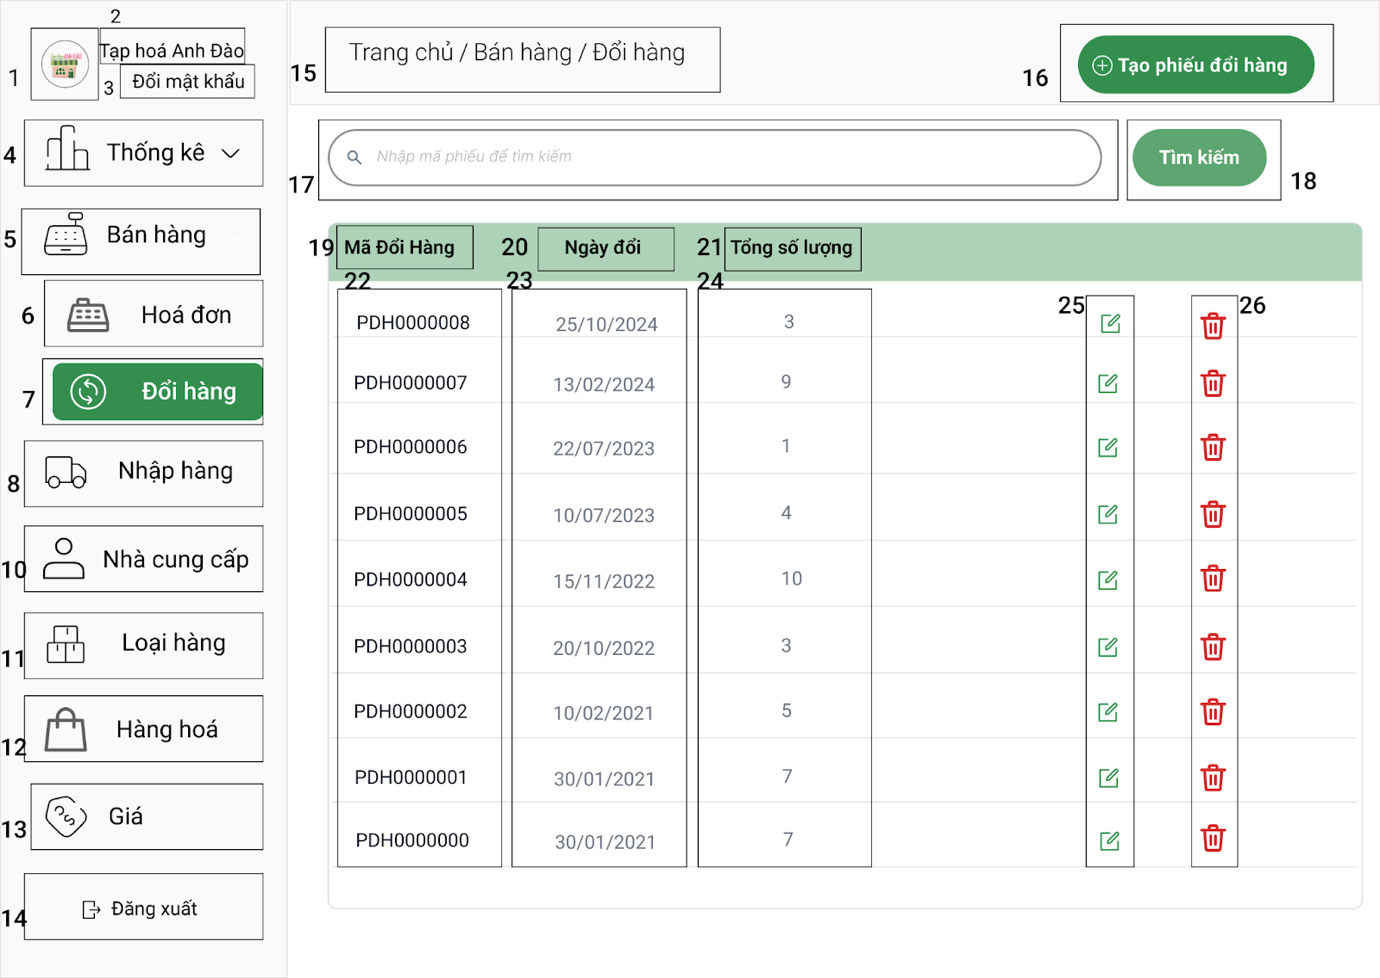 2
Tạp hoá Anh Đào
1
3
Đổi mật khẩu
4
Thống kê
5
Bán hàng
6
Hoá đơn
7
Đổi hàng
8
Nhập hàng
10
Nhà cung cấp
11
Loại hàng
12
Hàng hoá
13
Giá
14
Đăng xuất
15
Trang chủ / Bán hàng / Đổi hàng
16
Tạo phiếu đổi hàng
17
Nhập mã phiếu để tìm kiếm
Tìm kiếm
18
19 Mã Đổi Hàng 20 Ngày đổi 21 Tổng số lượng
22 23 24
25 26
PDH0000008 25/10/2024 3
PDH0000007 13/02/2024 9
PDH0000006 22/07/2023 1
PDH0000005 10/07/2023 4
PDH0000004 15/11/2022 10
PDH0000003 20/10/2022 3
PDH0000002 10/02/2021 5
PDH0000001 30/01/2021 7
PDH0000000 30/01/2021 7